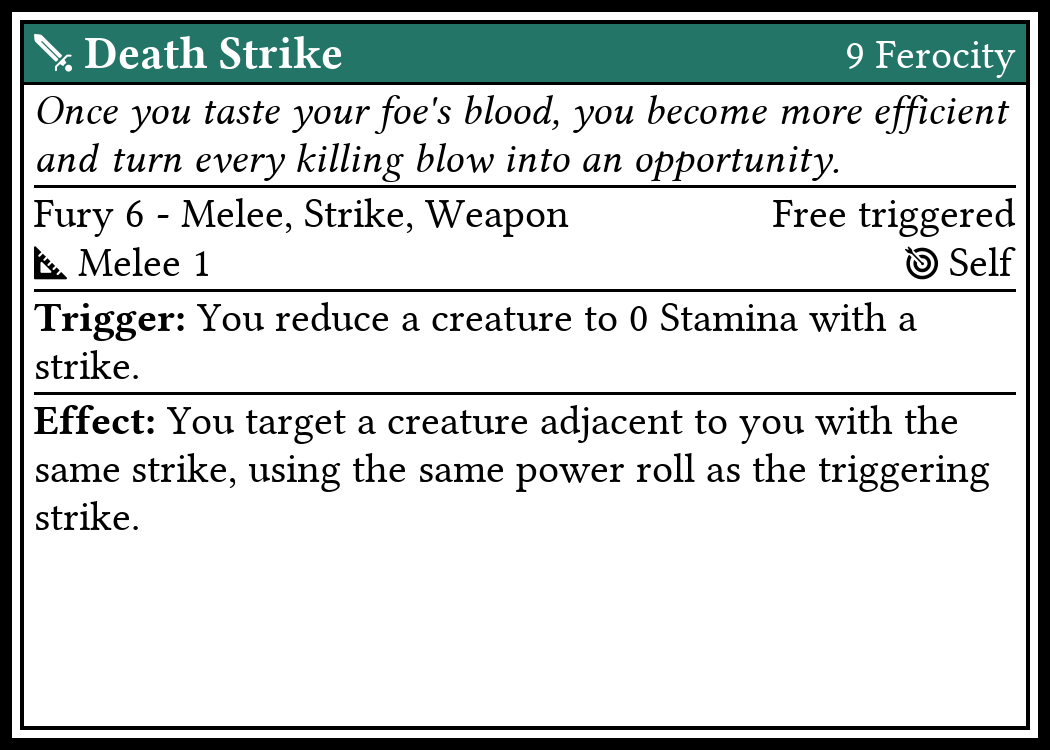 Death Strike 9 Ferocity
Once you taste your foe's blood, you become more efficient
and turn every killing blow into an opportunity.
Fury 6 - Melee, Strike, Weapon Free triggered
Melee 1 Self
Trigger: You reduce a creature to 0 Stamina with a
strike.
Effect: You target a creature adjacent to you with the
same strike, using the same power roll as the triggering
strike.